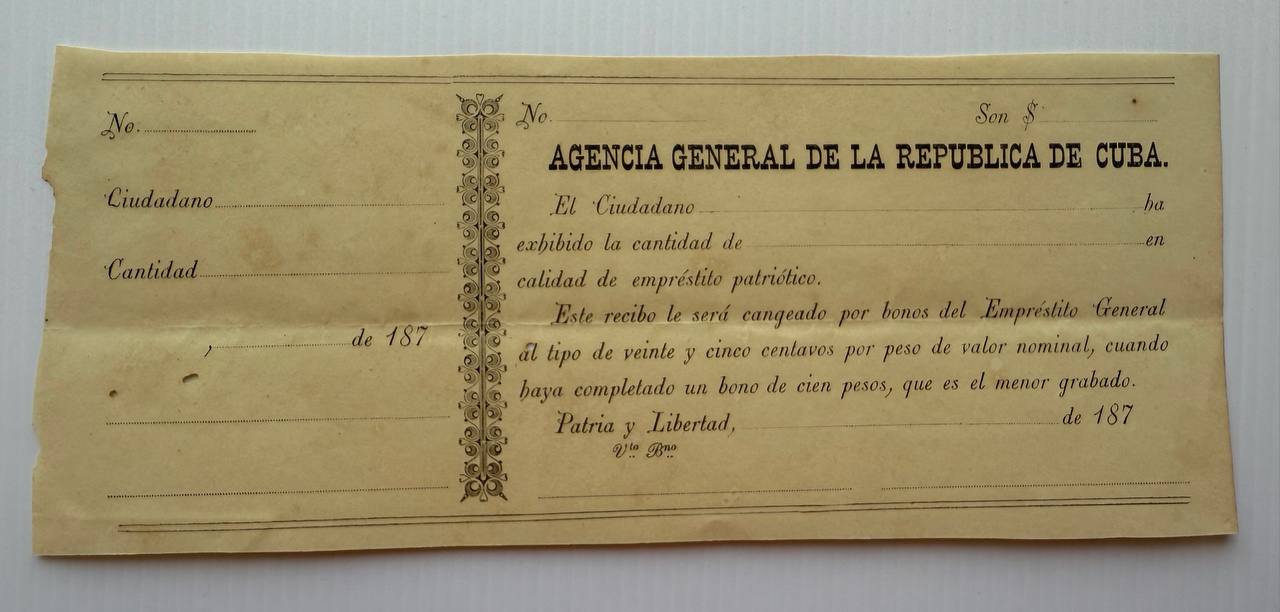 No.
Ciudadano
Cantidad
, de 187
No. Son $
AGENCIA GENERAL DE LA REPUBLICA DE CUBA.
El Ciudadano ha
exhibido la cantidad de en
calidad de empréstito patriótico.
Este recibo le será cangeado por bonos del Empréstito General
al tipo de veinte y cinco centavos por peso de valor nominal, cuando
haya completado un bono de cien pesos, que es el menor grabado.
Patria y Libertad, de 187
Vto Bno